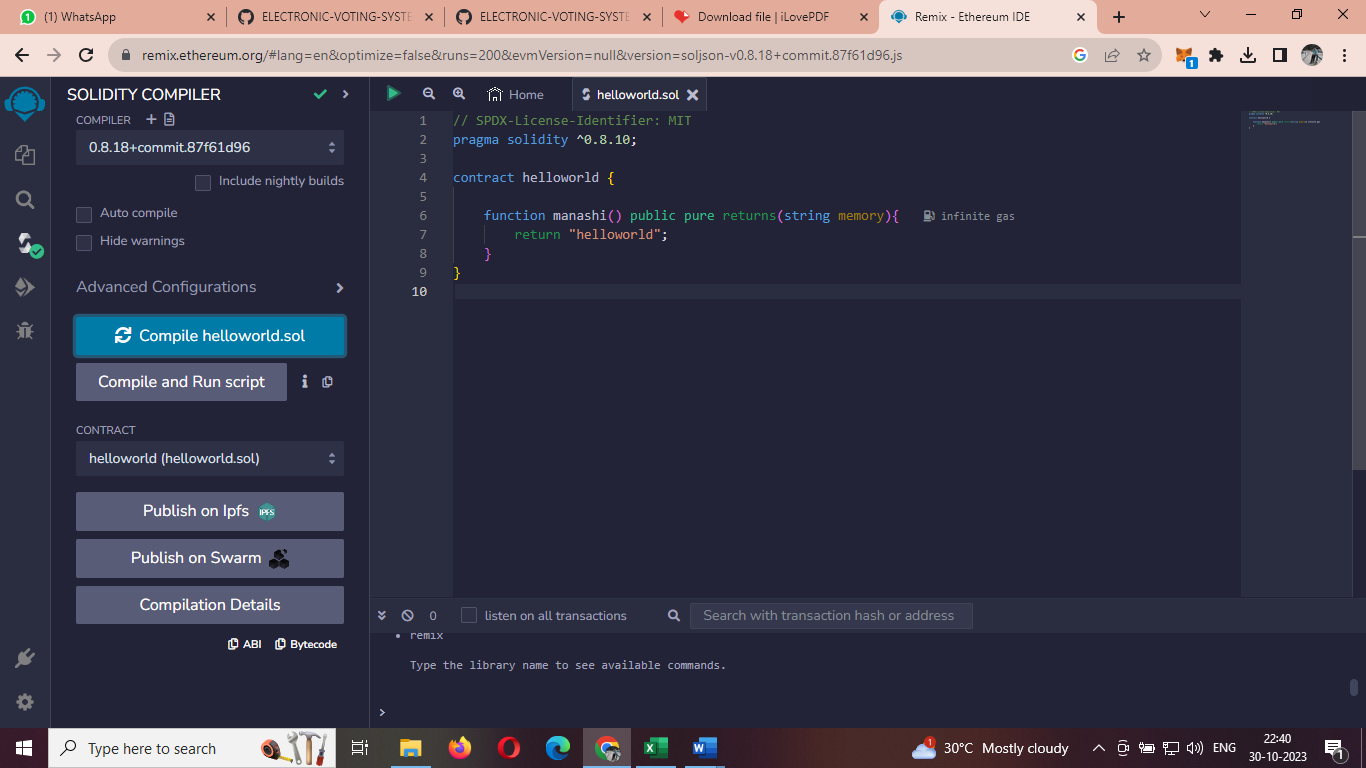 (1) WhatsApp
ELECTRONIC-VOTING-SYSTE
ELECTRONIC-VOTING-SYSTE
Download file | iLovePDF
Remix - Ethereum IDE
remix.ethereum.org/#lang=en&optimize=false&runs=200&evmVersion=null&version=soljson-v0.8.18+commit.87f61d96.js
1
SOLIDITY COMPILER
COMPILER
0.8.18+commit.87f61d96
Include nightly builds
Auto compile
Hide warnings
Advanced Configurations
Compile helloworld.sol
Compile and Run script
CONTRACT
helloworld (helloworld.sol)
Publish on Ipfs
IPFS
Publish on Swarm
Compilation Details
ABI
Bytecode
Home
helloworld.sol
1 // SPDX-License-Identifier: MIT
2 pragma solidity ^0.8.10;
3
4 contract helloworld {
5
6 function manashi() public pure returns(string memory){ infinite gas
7 return "helloworld";
8 }
9 }
10
0
listen on all transactions
Search with transaction hash or address
• remix
Type the library name to see available commands.
>
Type here to search
1
30°C Mostly cloudy
ENG
22:40
30-10-2023
1